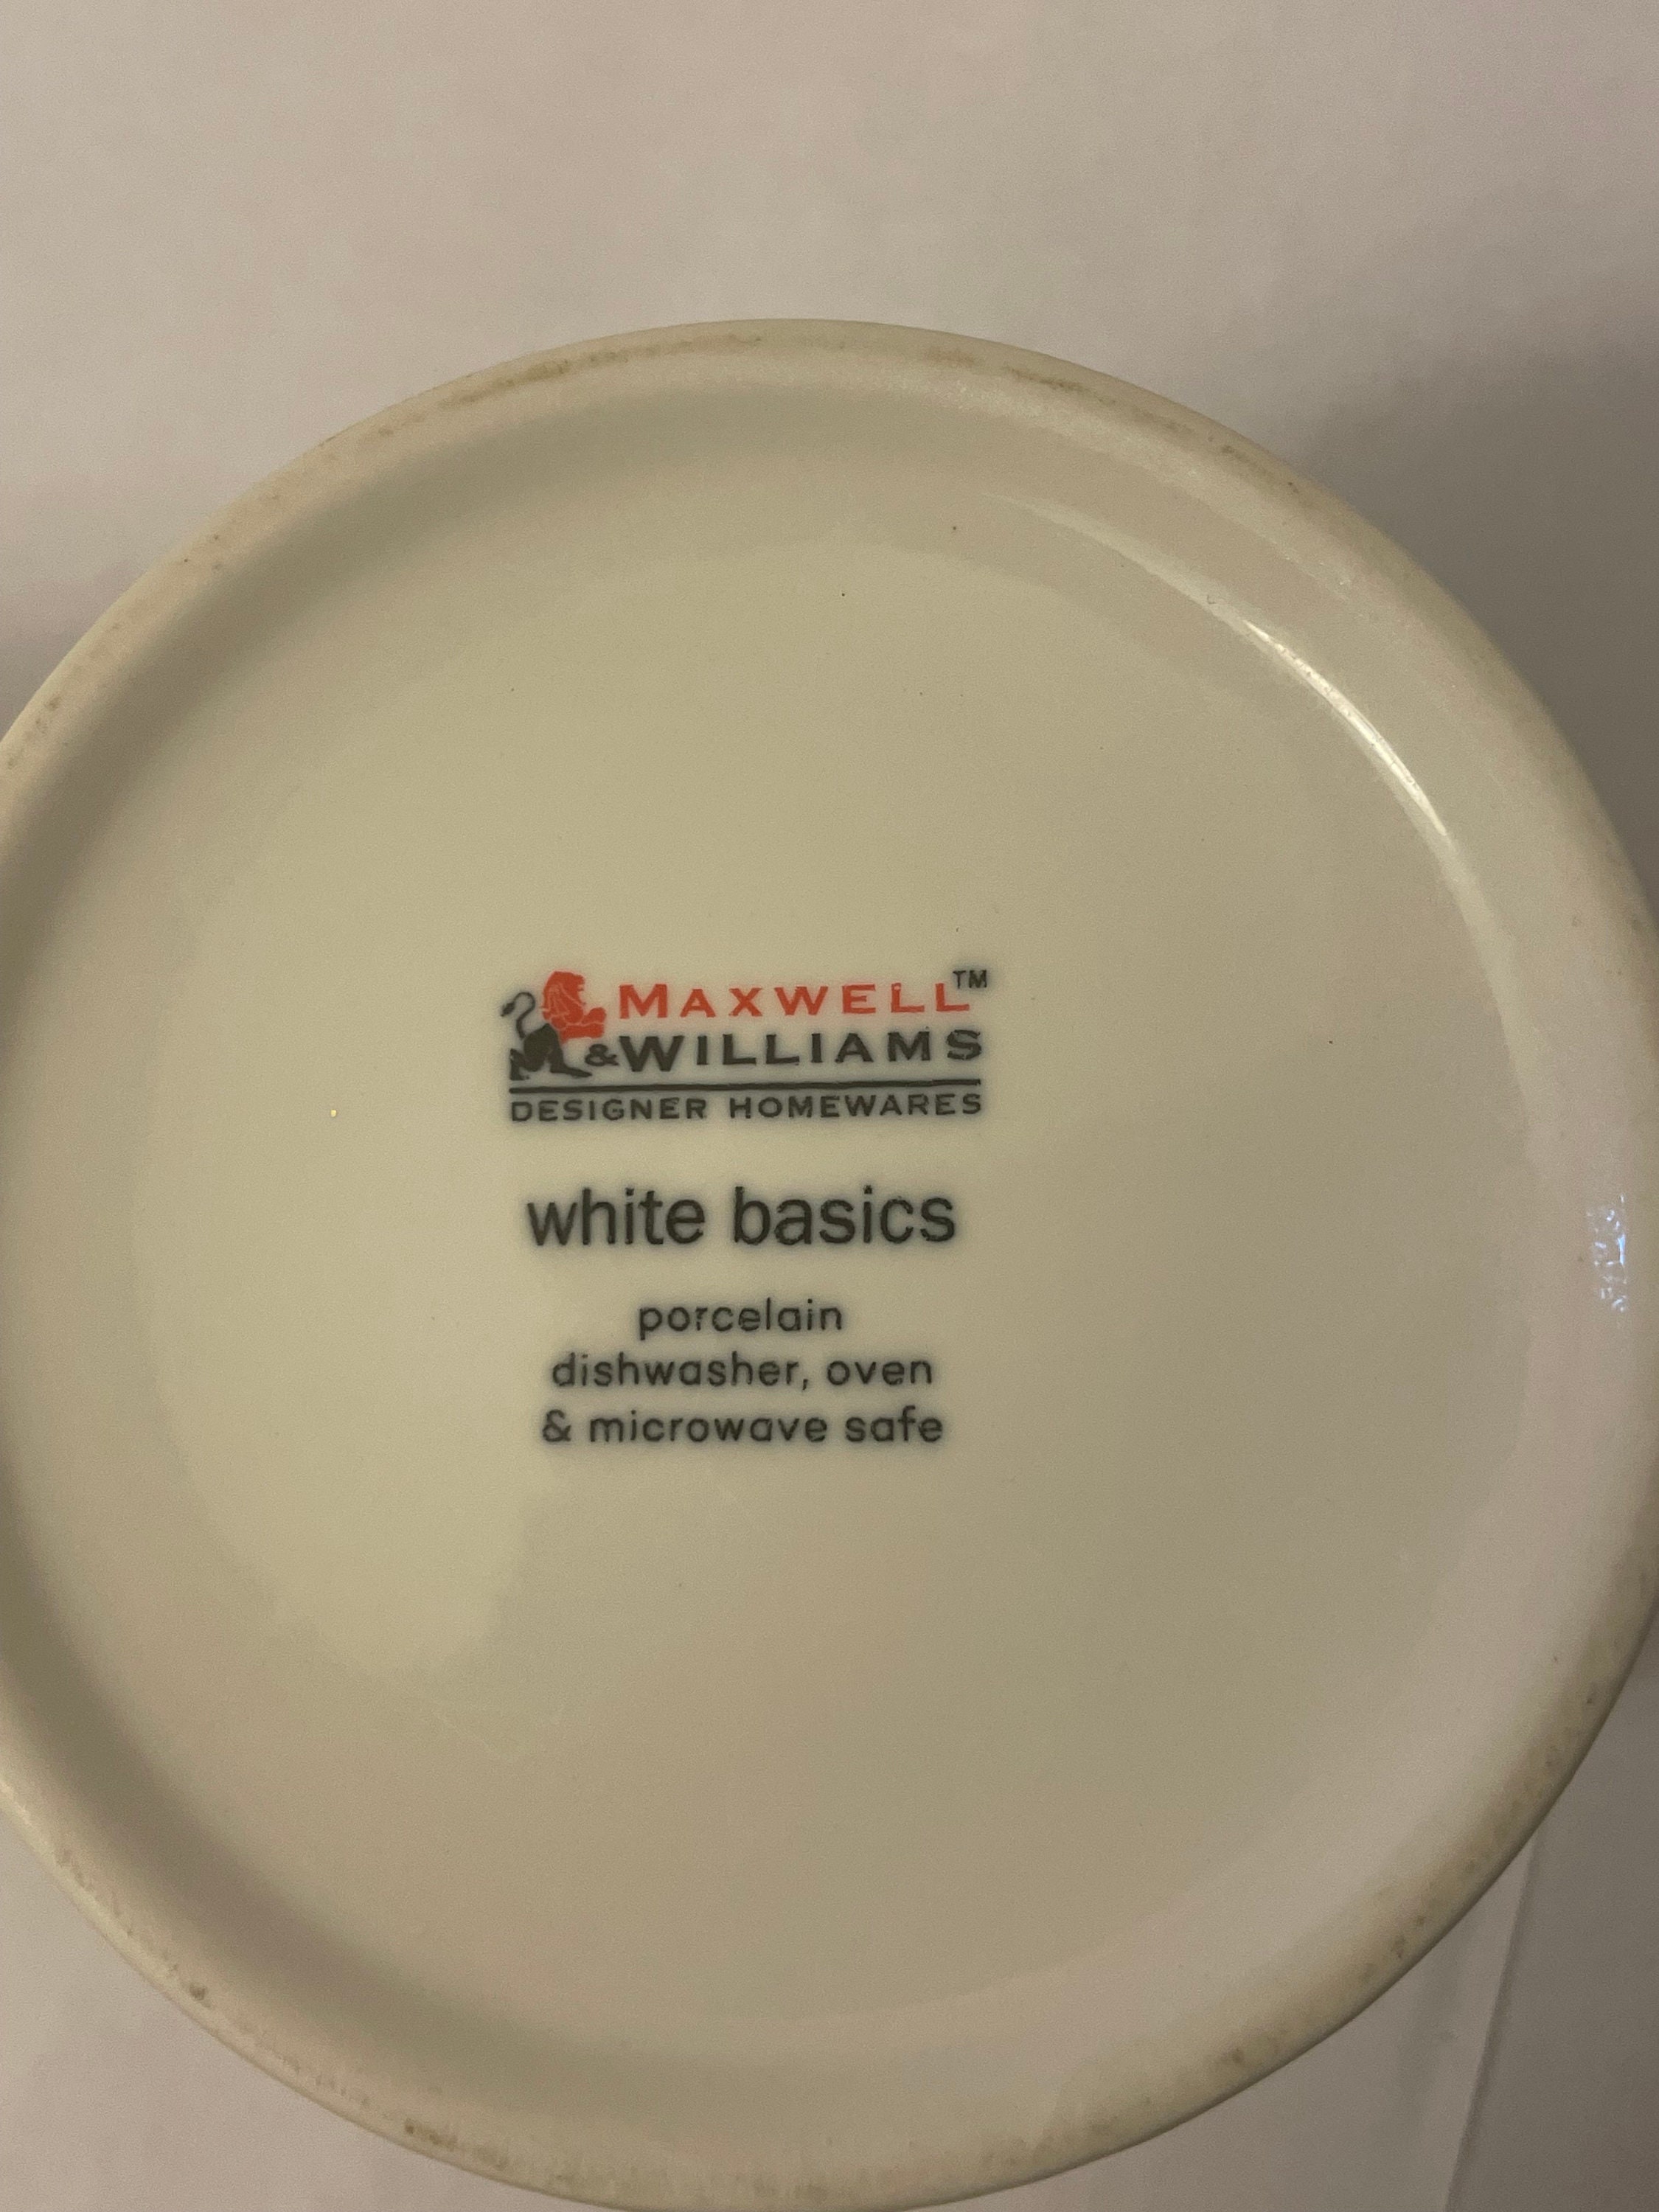 MAXWELL™
&WILLIAMS
DESIGNER HOMEWARES
white basics
porcelain
dishwasher, oven
& microwave safe